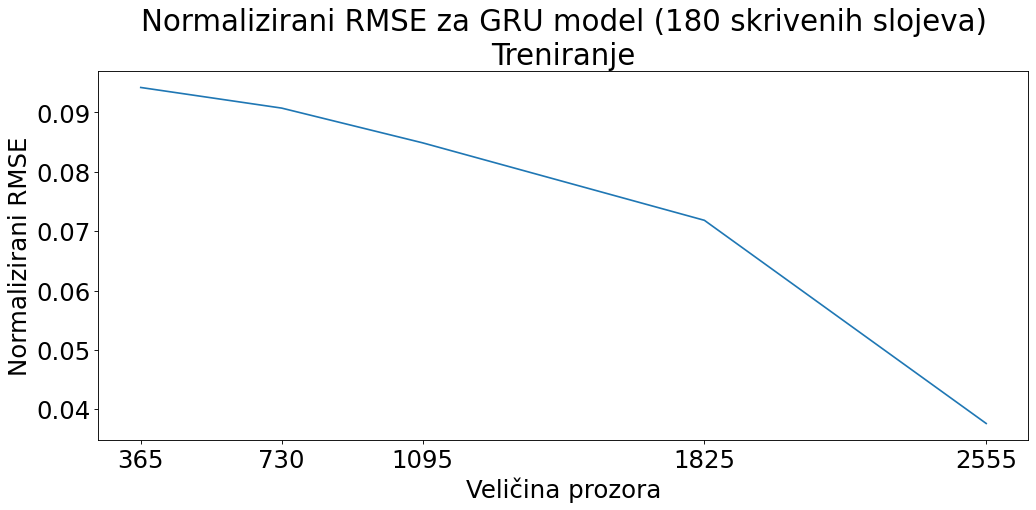 Normalizirani RMSE za GRU model (180 skrivenih slojeva)
Treniranje
Normalizirani RMSE
0.09
0.08
0.07
0.06
0.05
0.04
365 730 1095 1825 2555
Veličina prozora